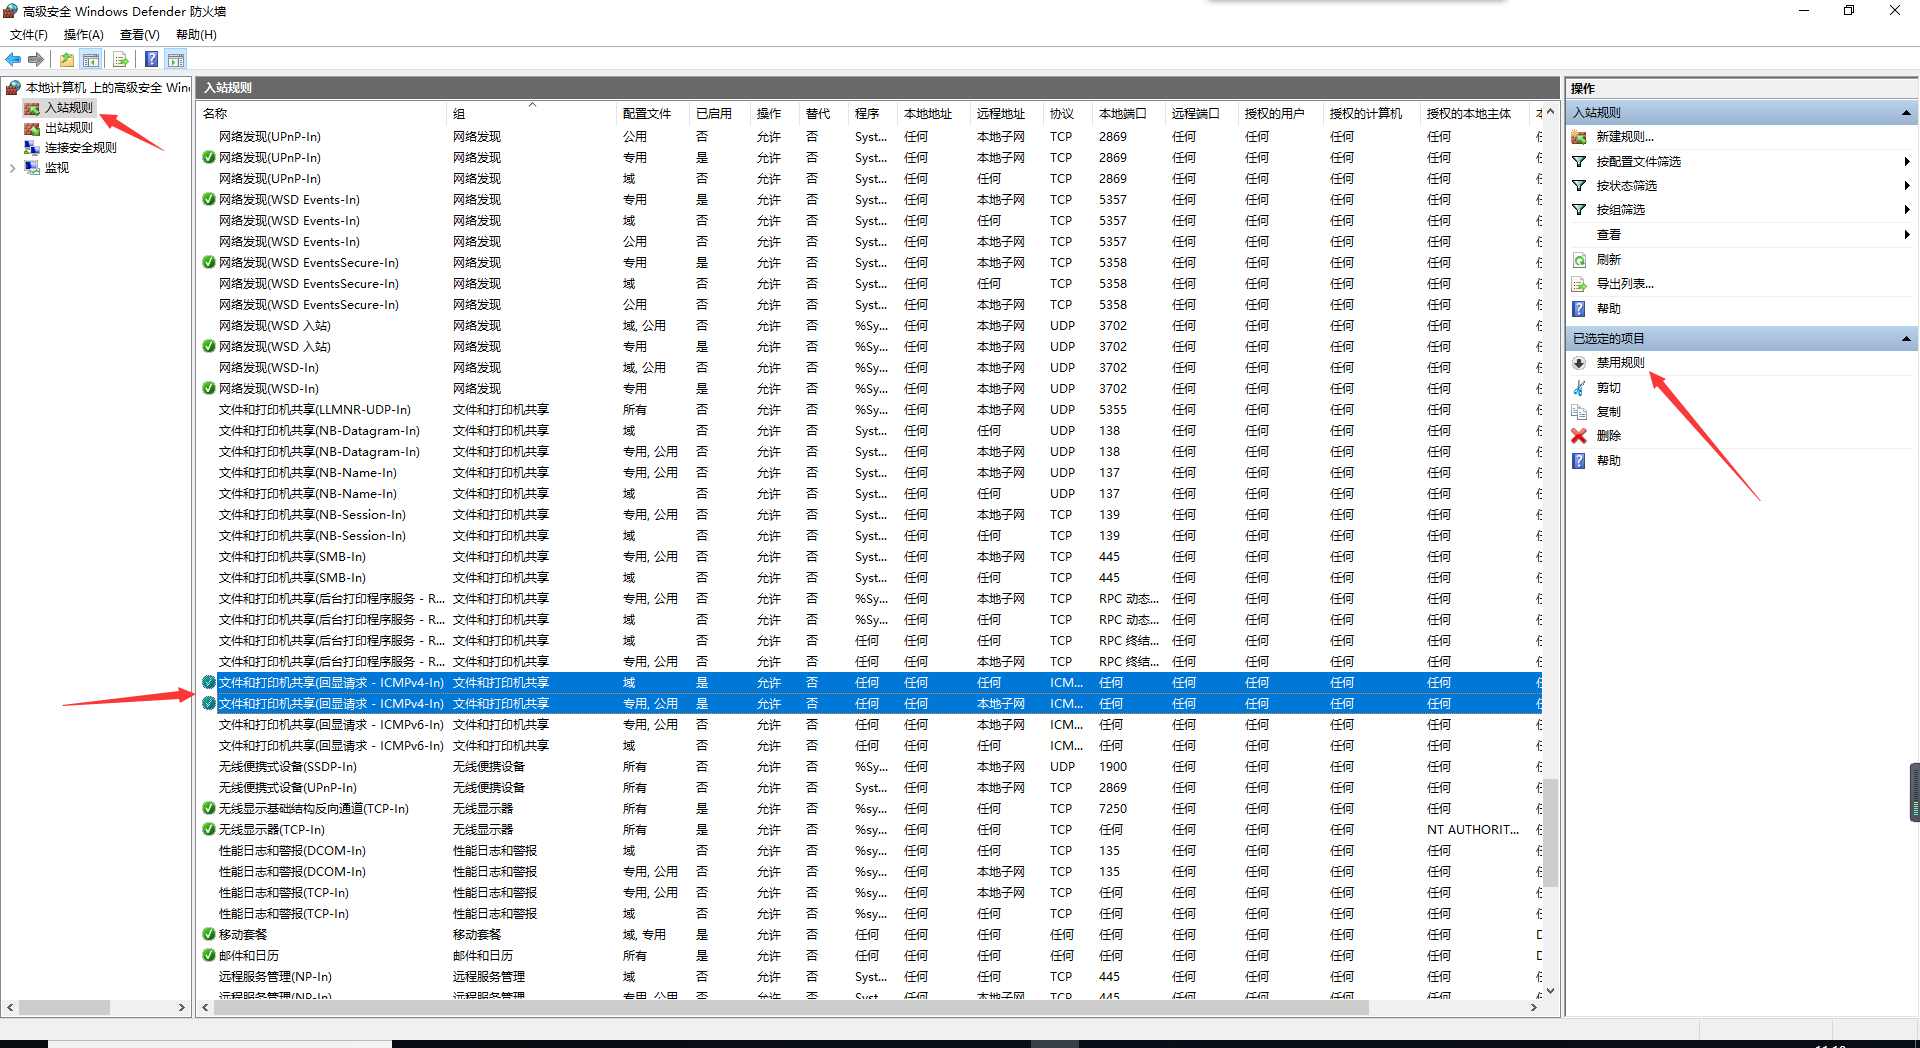 高级安全 Windows Defender 防火墙
文件(F) 操作(A) 查看(V) 帮助(H)
本地计算机 上的高级安全 Win
入站规则
出站规则
连接安全规则
监视
入站规则
名称 组 配置文件 已启用 操作 替代 程序 本地地址 远程地址 协议 本地端口 远程端口 授权的用户 授权的计算机 授权的本地主体
网络发现(UPnP-In) 网络发现 公用 否 允许 否 Syst... 任何 本地子网 TCP 2869 任何 任何 任何 任何
网络发现(UPnP-In) 网络发现 专用 是 允许 否 Syst... 任何 本地子网 TCP 2869 任何 任何 任何 任何
网络发现(UPnP-In) 网络发现 域 否 允许 否 Syst... 任何 任何 TCP 2869 任何 任何 任何 任何
网络发现(WSD Events-In) 网络发现 专用 是 允许 否 Syst... 任何 本地子网 TCP 5357 任何 任何 任何 任何
网络发现(WSD Events-In) 网络发现 域 否 允许 否 Syst... 任何 任何 TCP 5357 任何 任何 任何 任何
网络发现(WSD Events-In) 网络发现 公用 否 允许 否 Syst... 任何 本地子网 TCP 5357 任何 任何 任何 任何
网络发现(WSD EventsSecure-In) 网络发现 专用 是 允许 否 Syst... 任何 本地子网 TCP 5358 任何 任何 任何 任何
网络发现(WSD EventsSecure-In) 网络发现 域 否 允许 否 Syst... 任何 任何 TCP 5358 任何 任何 任何 任何
网络发现(WSD EventsSecure-In) 网络发现 公用 否 允许 否 Syst... 任何 本地子网 TCP 5358 任何 任何 任何 任何
网络发现(WSD 入站) 网络发现 域, 公用 否 允许 否 %Sy... 任何 本地子网 UDP 3702 任何 任何 任何 任何
网络发现(WSD 入站) 网络发现 专用 是 允许 否 %Sy... 任何 本地子网 UDP 3702 任何 任何 任何 任何
网络发现(WSD-In) 网络发现 域, 公用 否 允许 否 %Sy... 任何 本地子网 UDP 3702 任何 任何 任何 任何
网络发现(WSD-In) 网络发现 专用 是 允许 否 %Sy... 任何 本地子网 UDP 3702 任何 任何 任何 任何
文件和打印机共享(LLMNR-UDP-In) 文件和打印机共享 所有 否 允许 否 %Sy... 任何 本地子网 UDP 5355 任何 任何 任何 任何
文件和打印机共享(NB-Datagram-In) 文件和打印机共享 域 否 允许 否 Syst... 任何 任何 UDP 138 任何 任何 任何 任何
文件和打印机共享(NB-Datagram-In) 文件和打印机共享 专用, 公用 否 允许 否 Syst... 任何 本地子网 UDP 138 任何 任何 任何 任何
文件和打印机共享(NB-Name-In) 文件和打印机共享 专用, 公用 否 允许 否 Syst... 任何 本地子网 UDP 137 任何 任何 任何 任何
文件和打印机共享(NB-Name-In) 文件和打印机共享 域 否 允许 否 Syst... 任何 任何 UDP 137 任何 任何 任何 任何
文件和打印机共享(NB-Session-In) 文件和打印机共享 专用, 公用 否 允许 否 Syst... 任何 本地子网 TCP 139 任何 任何 任何 任何
文件和打印机共享(NB-Session-In) 文件和打印机共享 域 否 允许 否 Syst... 任何 任何 TCP 139 任何 任何 任何 任何
文件和打印机共享(SMB-In) 文件和打印机共享 专用, 公用 否 允许 否 Syst... 任何 本地子网 TCP 445 任何 任何 任何 任何
文件和打印机共享(SMB-In) 文件和打印机共享 域 否 允许 否 Syst... 任何 任何 TCP 445 任何 任何 任何 任何
文件和打印机共享(后台打印程序服务 - R... 文件和打印机共享 专用, 公用 否 允许 否 %Sy... 任何 本地子网 TCP RPC 动态... 任何 任何 任何 任何
文件和打印机共享(后台打印程序服务 - R... 文件和打印机共享 域 否 允许 否 %Sy... 任何 任何 TCP RPC 动态... 任何 任何 任何 任何
文件和打印机共享(后台打印程序服务 - R... 文件和打印机共享 域 否 允许 否 任何 任何 任何 TCP RPC 终结... 任何 任何 任何 任何
文件和打印机共享(后台打印程序服务 - R... 文件和打印机共享 专用, 公用 否 允许 否 任何 任何 本地子网 TCP RPC 终结... 任何 任何 任何 任何
文件和打印机共享(回显请求 - ICMPv4-In) 文件和打印机共享 域 是 允许 否 任何 任何 任何 ICM... 任何 任何 任何 任何 任何
文件和打印机共享(回显请求 - ICMPv4-In) 文件和打印机共享 专用, 公用 是 允许 否 任何 任何 本地子网 ICM... 任何 任何 任何 任何 任何
文件和打印机共享(回显请求 - ICMPv6-In) 文件和打印机共享 专用, 公用 否 允许 否 任何 任何 本地子网 ICM... 任何 任何 任何 任何 任何
文件和打印机共享(回显请求 - ICMPv6-In) 文件和打印机共享 域 否 允许 否 任何 任何 任何 ICM... 任何 任何 任何 任何 任何
无线便携式设备(SSDP-In) 无线便携设备 所有 否 允许 否 %Sy... 任何 本地子网 UDP 1900 任何 任何 任何 任何
无线便携式设备(UPnP-In) 无线便携设备 所有 否 允许 否 Syst... 任何 本地子网 TCP 2869 任何 任何 任何 任何
无线显示基础结构反向通道(TCP-In) 无线显示器 所有 是 允许 否 %sy... 任何 任何 TCP 7250 任何 任何 任何 任何
无线显示器(TCP-In) 无线显示器 所有 是 允许 否 %sy... 任何 任何 TCP 任何 任何 任何 任何 NT AUTHORIT...
性能日志和警报(DCOM-In) 性能日志和警报 域 否 允许 否 %sy... 任何 任何 TCP 135 任何 任何 任何 任何
性能日志和警报(DCOM-In) 性能日志和警报 专用, 公用 否 允许 否 %sy... 任何 本地子网 TCP 135 任何 任何 任何 任何
性能日志和警报(TCP-In) 性能日志和警报 专用, 公用 否 允许 否 %sy... 任何 本地子网 TCP 任何 任何 任何 任何 任何
性能日志和警报(TCP-In) 性能日志和警报 域 否 允许 否 %sy... 任何 任何 TCP 任何 任何 任何 任何 任何
移动套餐 移动套餐 域, 专用 是 允许 否 任何 任何 任何 任何 任何 任何 任何 任何 任何
邮件和日历 邮件和日历 所有 是 允许 否 任何 任何 任何 任何 任何 任何 任何 任何 任何
远程服务管理(NP-In) 远程服务管理 域 否 允许 否 Syst... 任何 任何 TCP 445 任何 任何 任何 任何
远程服务管理(NP-In) 远程服务管理 专用, 公用 否 允许 否 Syst... 任何 本地子网 TCP 445 任何 任何 任何 任何
操作
入站规则
新建规则...
按配置文件筛选
按状态筛选
按组筛选
查看
刷新
导出列表...
帮助
已选定的项目
禁用规则
剪切
复制
删除
帮助